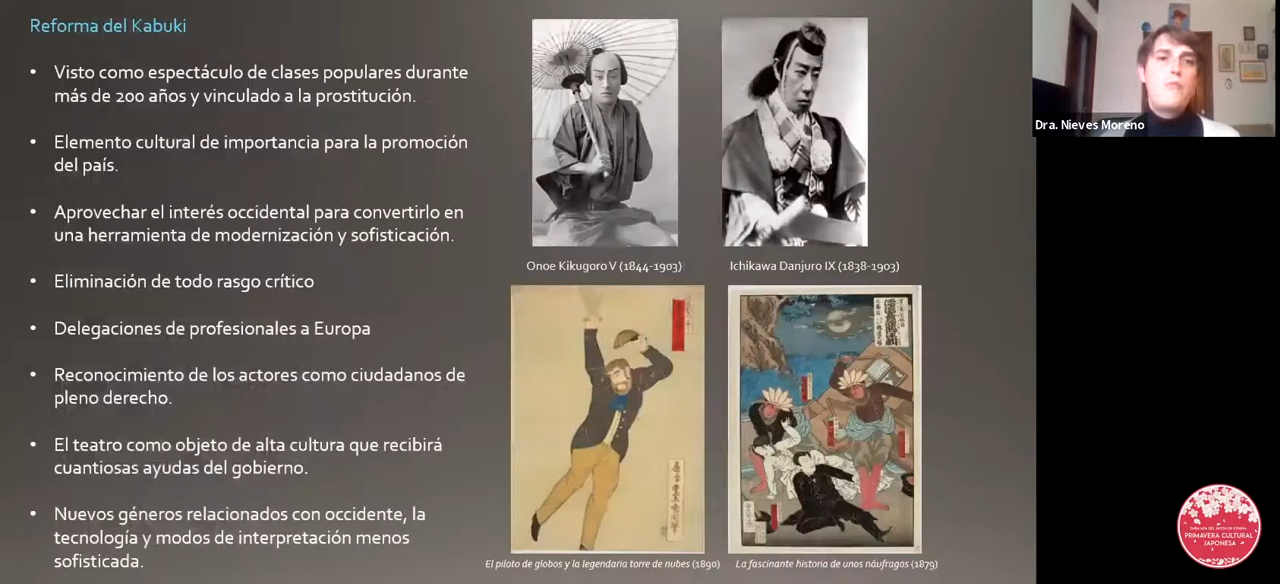 Reforma del Kabuki
• Visto como espectáculo de clases populares durante
más de 200 años y vinculado a la prostitución.
• Elemento cultural de importancia para la promoción
del país.
• Aprovechar el interés occidental para convertirlo en
una herramienta de modernización y sofisticación.
• Eliminación de todo rasgo crítico
• Delegaciones de profesionales a Europa
• Reconocimiento de los actores como ciudadanos de
pleno derecho.
• El teatro como objeto de alta cultura que recibirá
cuantiosas ayudas del gobierno.
• Nuevos géneros relacionados con occidente, la
tecnología y modos de interpretación menos
sofisticada.
Onoe Kikugoro V (1844-1903)
Ichikawa Danjuro IX (1838-1903)
El piloto de globos y la legendaria torre de nubes (1890)
La fascinante historia de unos náufragos (1879)
Dra. Nieves Moreno
PRIMAVERA CULTURAL
JAPONESA